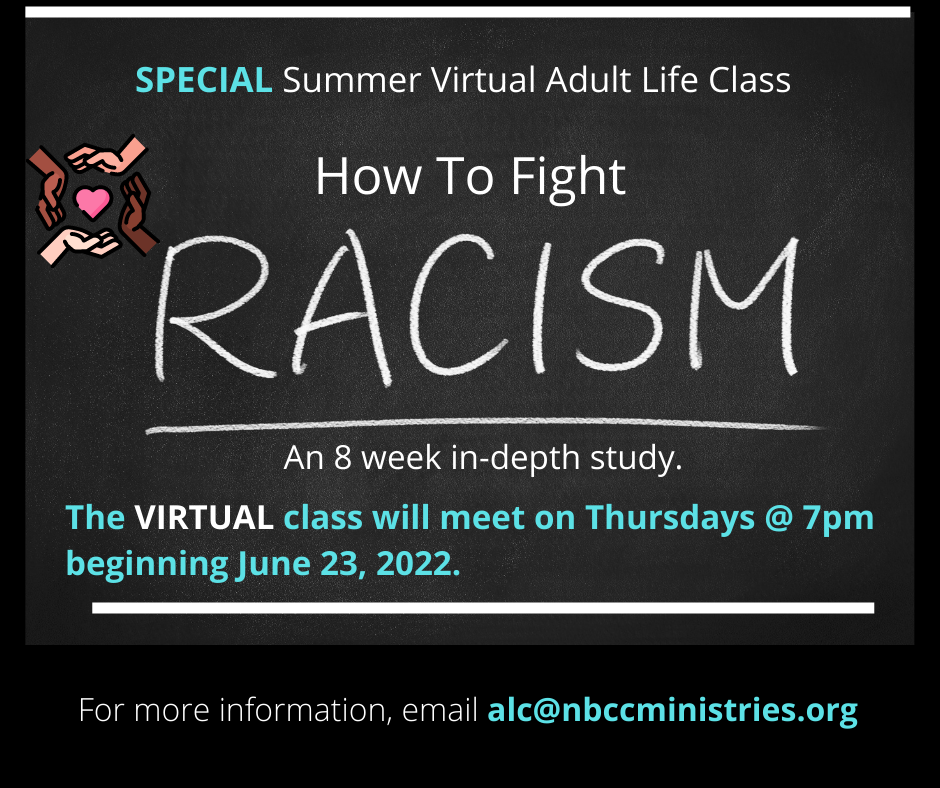 SPECIAL Summer Virtual Adult Life Class
How To Fight
RACISM
An 8 week in-depth study.
The VIRTUAL class will meet on Thursdays @ 7pm
beginning June 23, 2022.
For more information, email alc@nbccministries.org